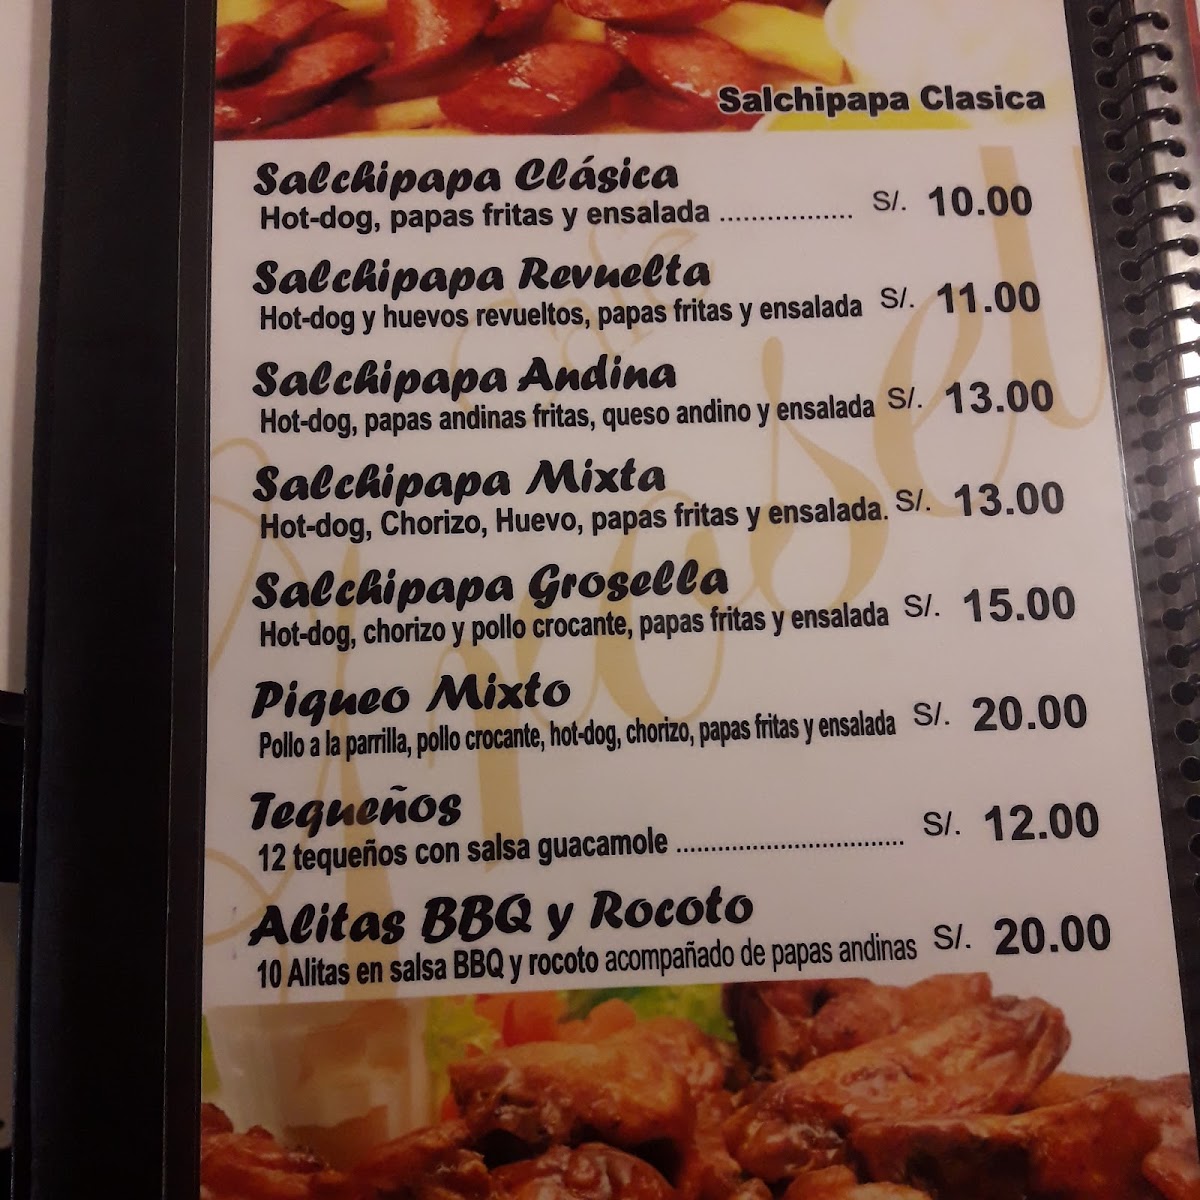 Salchipapa Clasica
Salchipapa Clásica
Hot-dog, papas fritas y ensalada ................. S/. 10.00
Salchipapa Revuelta
Hot-dog y huevos revueltos, papas fritas y ensalada S/. 11.00
Salchipapa Andina
Hot-dog, papas andinas fritas, queso andino y ensalada S/. 13.00
Salchipapa Mixta
Hot-dog, Chorizo, Huevo, papas fritas y ensalada. S/. 13.00
Salchipapa Grosella
Hot-dog, chorizo y pollo crocante, papas fritas y ensalada S/. 15.00
Piqueo Mixto
Pollo a la parrilla, pollo crocante, hot-dog, chorizo, papas fritas y ensalada S/. 20.00
Tequeños
12 tequeños con salsa guacamole .................................. S/. 12.00
Alitas BBQ y Rocoto
10 Alitas en salsa BBQ y rocoto acompañado de papas andinas S/. 20.00